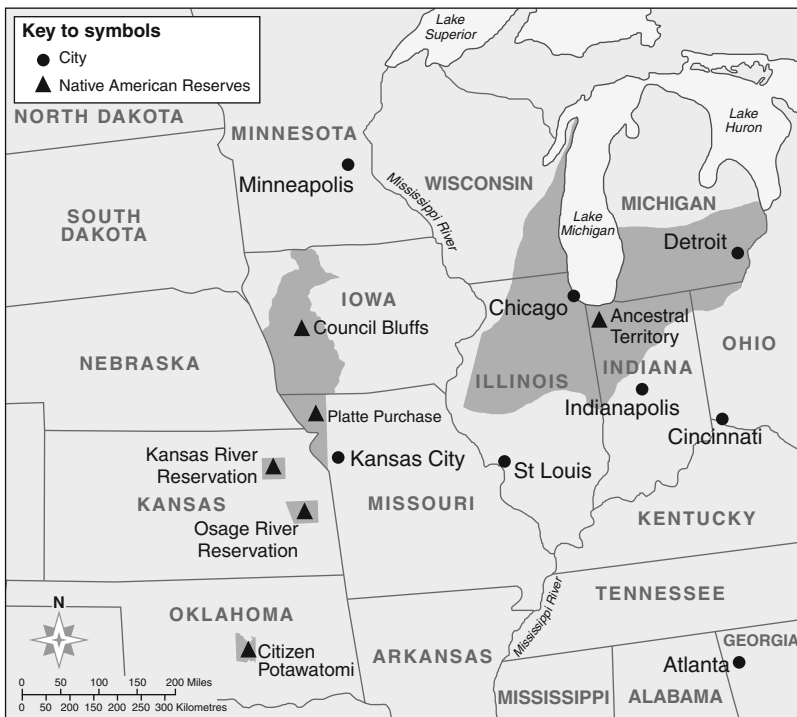 Key to symbols
City
Native American Reserves
Lake
Superior
Lake
Huron
NORTH DAKOTA
MINNESOTA
Minneapolis
Mississippi River
WISCONSIN
MICHIGAN
Lake
Michigan
SOUTH
DAKOTA
Detroit
IOWA
Council Bluffs
Chicago
Ancestral
Territory
NEBRASKA
ILLINOIS
INDIANA
OHIO
Indianapolis
Platte Purchase
Cincinnati
Kansas River
Reservation
Kansas City
St Louis
KANSAS
MISSOURI
Osage River
Reservation
KENTUCKY
Mississippi River
TENNESSEE
N
OKLAHOMA
Citizen
Potawatomi
ARKANSAS
GEORGIA
Atlanta
MISSISSIPPI
ALABAMA
0 50 100 150 200 Miles
0 50 100 150 200 250 300 Kilometres